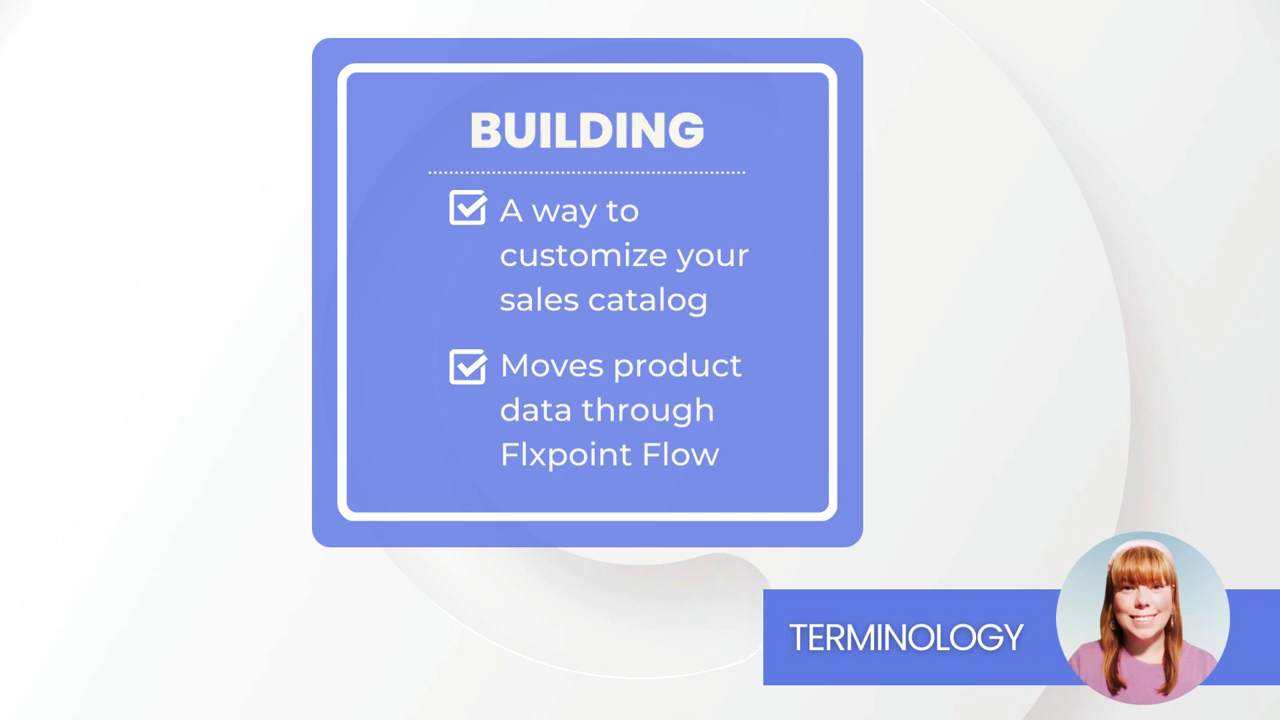 BUILDING
A way to
customize your
sales catalog
Moves product
data through
Flxpoint Flow
TERMINOLOGY